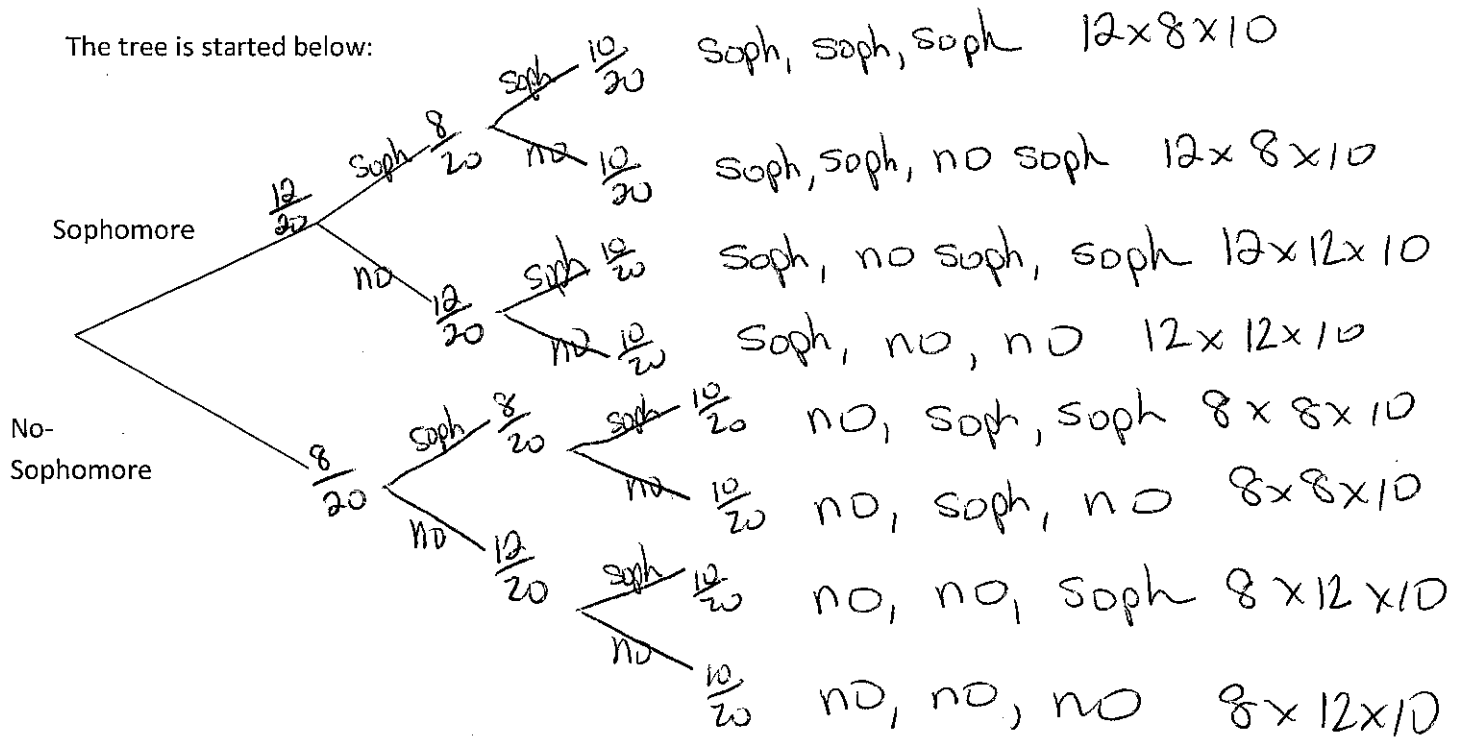 The tree is started below:
soph 10/20 Soph, soph, soph 12x8x10
Soph 8/20 no 10/20 soph, soph, no soph 12x 8x10
Sophomore 12/20
no 12/20 soph 10/20 Soph, no soph, soph 12x12x10
no 10/20 Soph, no, no 12x12x10
No-
Sophomore 8/20
soph 8/20 soph 10/20 no, soph, soph 8x8x10
no 10/20 no, soph, no 8x8x10
no 12/20 soph 10/20 no, no, soph 8x12x10
no 10/20 no, no, no 8x12x10